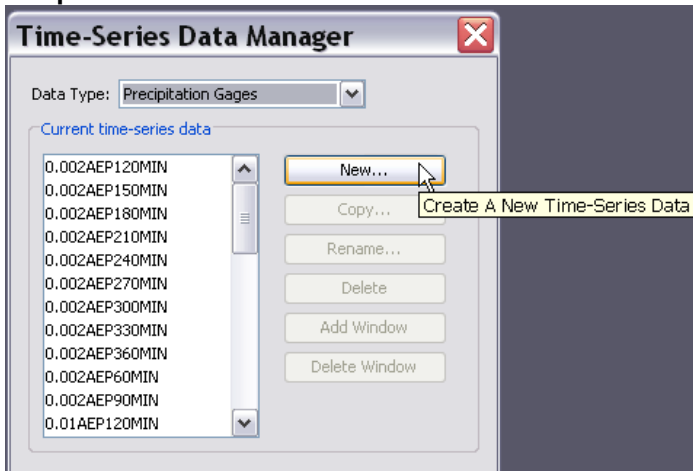 Time-Series Data Manager
Data Type: Precipitation Gages
Current time-series data
0.002AEP120MIN
0.002AEP150MIN
0.002AEP180MIN
0.002AEP210MIN
0.002AEP240MIN
0.002AEP270MIN
0.002AEP300MIN
0.002AEP330MIN
0.002AEP360MIN
0.002AEP60MIN
0.002AEP90MIN
0.01AEP120MIN
New...
Copy...
Create A New Time-Series Data
Rename...
Delete
Add Window
Delete Window